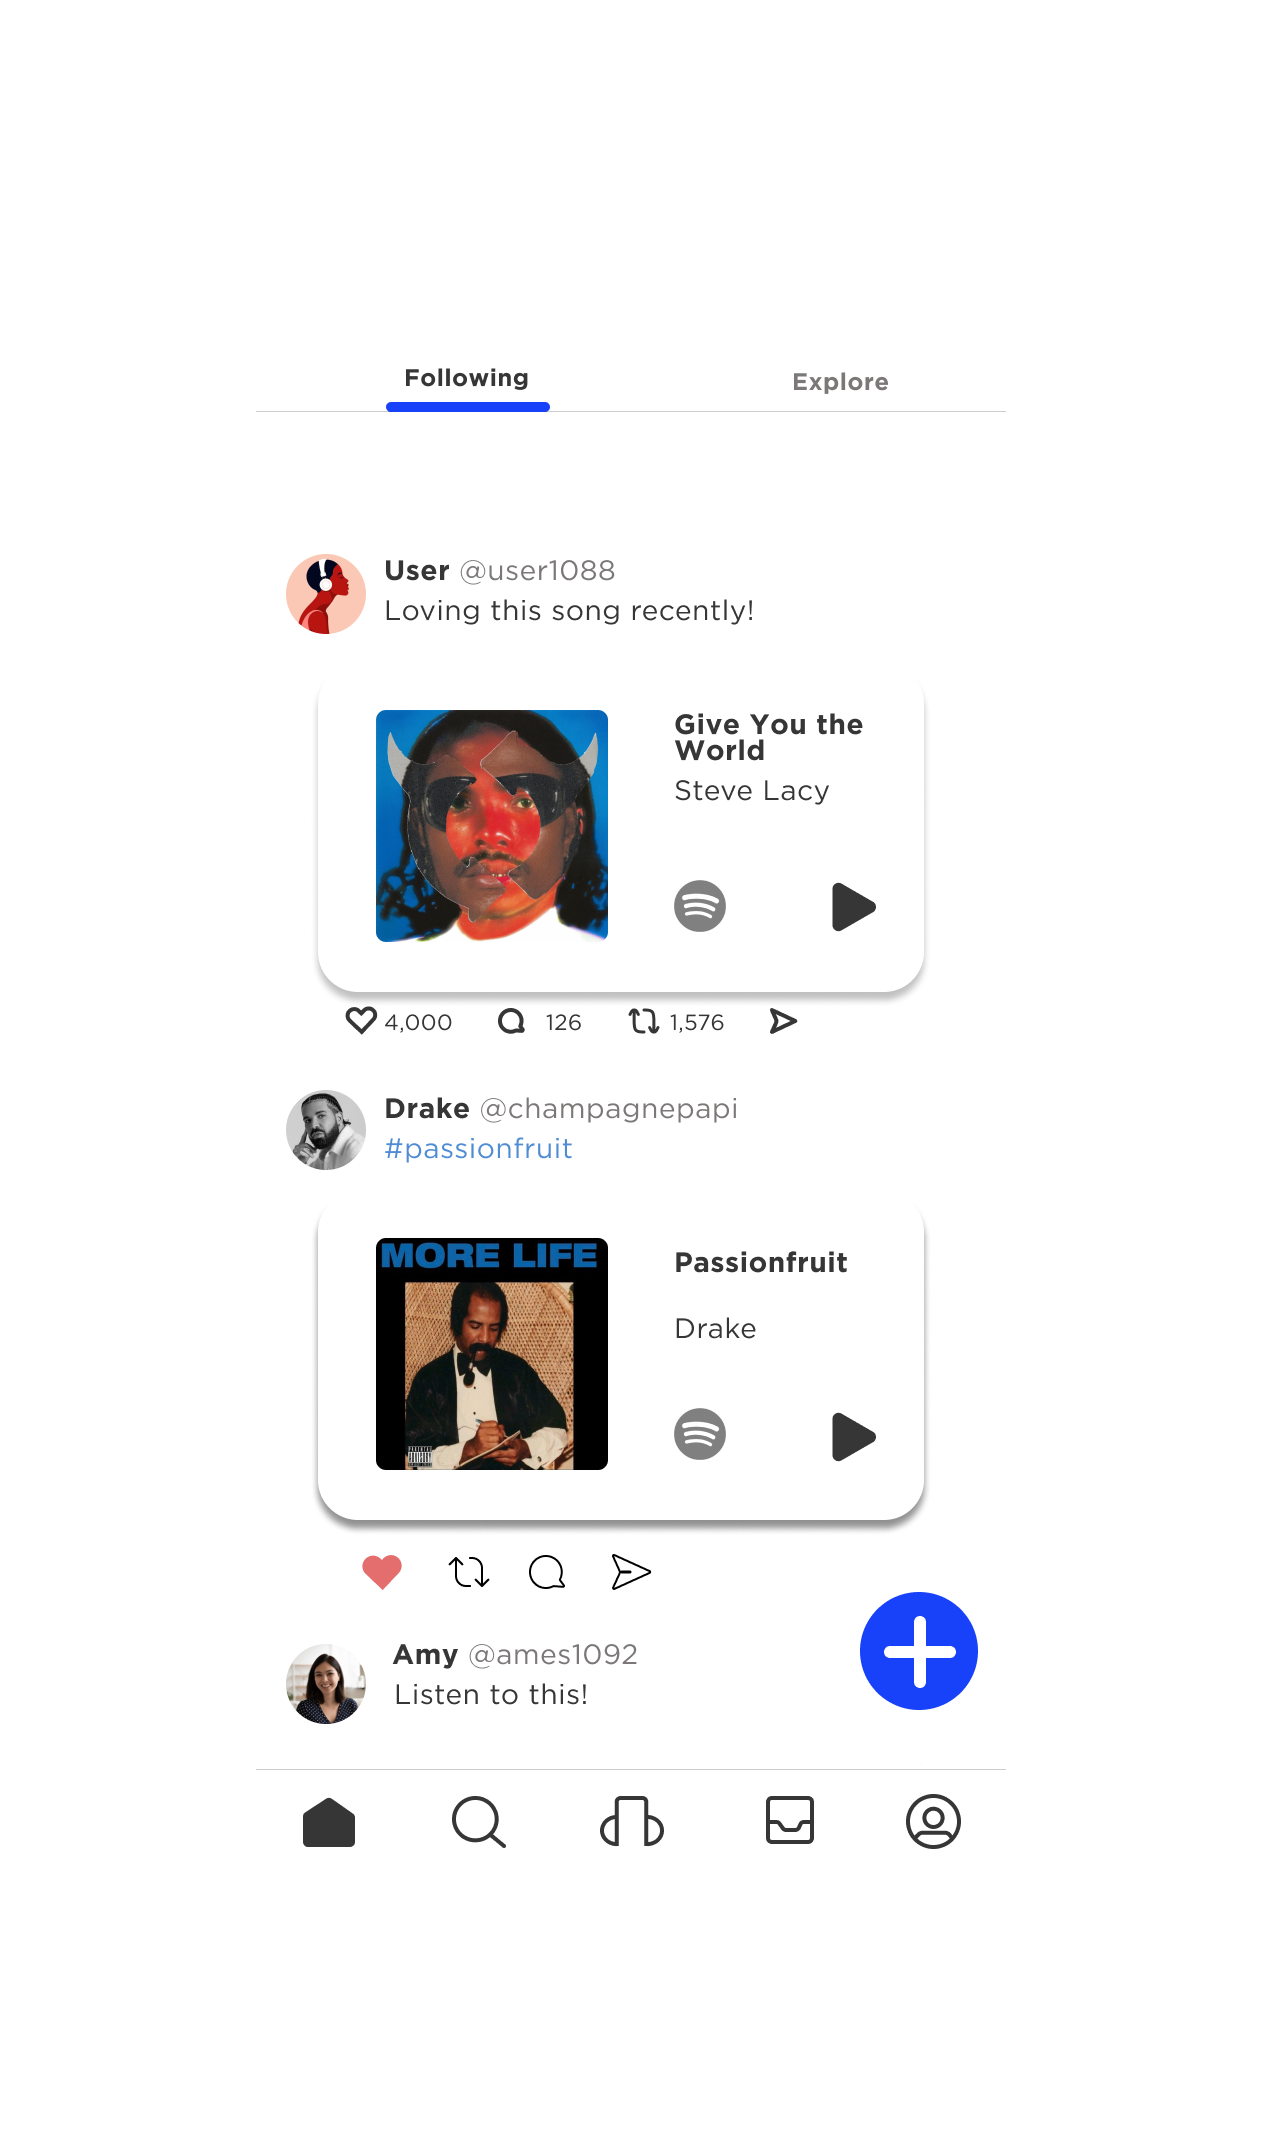 Following
Explore
User @user1088
Loving this song recently!
Give You the
World
Steve Lacy
4,000 126 1,576
Drake @champagnepapi
#passionfruit
MORE LIFE
Passionfruit
Drake
Amy @ames1092
Listen to this!